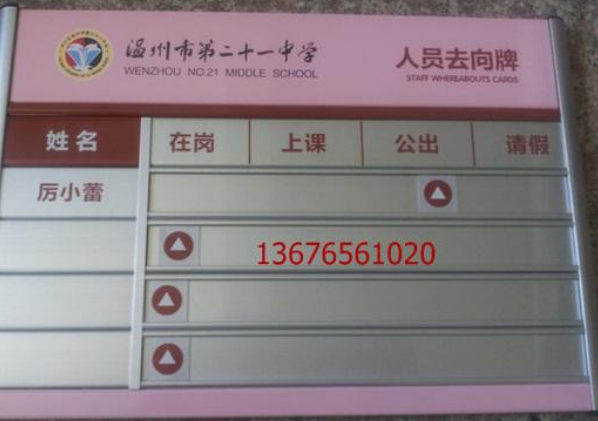 温州市第二十一中学
WENZHOU NO.21 MIDDLE SCHOOL
人员去向牌
STAFF WHEREABOUTS CARDS
姓名 在岗 上课 公出 请假
厉小蕾
13676561020